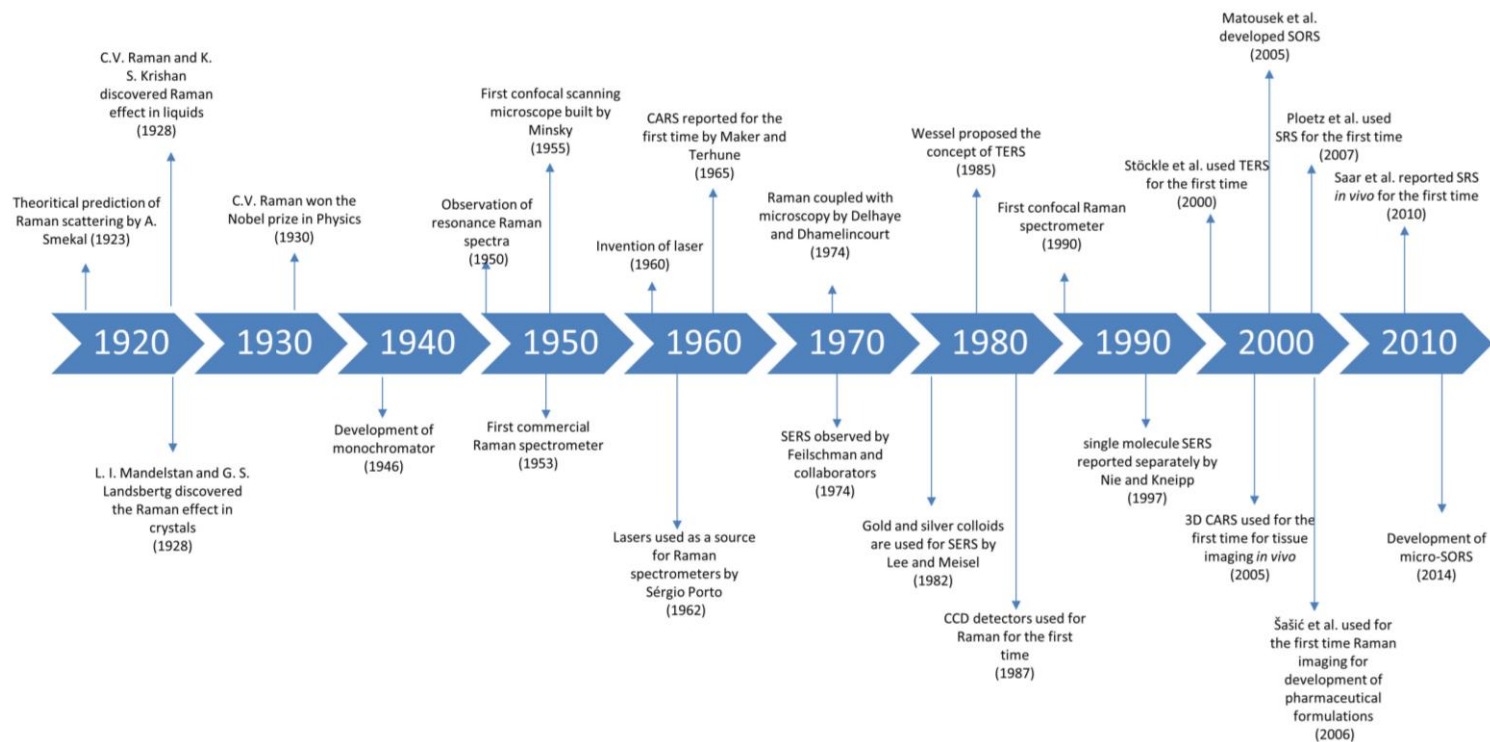 C.V. Raman and K.
S. Krishan
discovered Raman
effect in liquids
(1928)
Theoritical prediction of
Raman scattering by A.
Smekal (1923)
C.V. Raman won the
Nobel prize in Physics
(1930)
Observation of
resonance Raman
spectra
(1950)
First confocal scanning
microscope built by
Minsky
(1955)
Invention of laser
(1960)
CARS reported for the
first time by Maker and
Terhune
(1965)
Raman coupled with
microscopy by Delhaye
and Dhamelincourt
(1974)
Wessel proposed the
concept of TERS
(1985)
First confocal Raman
spectrometer
(1990)
Stöckle et al. used TERS
for the first time
(2000)
Matousek et al.
developed SORS
(2005)
Ploetz et al. used
SRS for the first time
(2007)
Saar et al. reported SRS
in vivo for the first time
(2010)
1920
1930
1940
1950
1960
1970
1980
1990
2000
2010
L. I. Mandelstan and G. S.
Landsbertg discovered
the Raman effect in
crystals
(1928)
Development of
monochromator
(1946)
First commercial
Raman spectrometer
(1953)
Lasers used as a source
for Raman
spectrometers by
Sérgio Porto
(1962)
SERS observed by
Feilschman and
collaborators
(1974)
Gold and silver colloids
are used for SERS by
Lee and Meisel
(1982)
CCD detectors used for
Raman for the first
time
(1987)
single molecule SERS
reported separately by
Nie and Kneipp
(1997)
3D CARS used for the
first time for tissue
imaging in vivo
(2005)
Šašić et al. used for
the first time Raman
imaging for
development of
pharmaceutical
formulations
(2006)
Development of
micro-SORS
(2014)